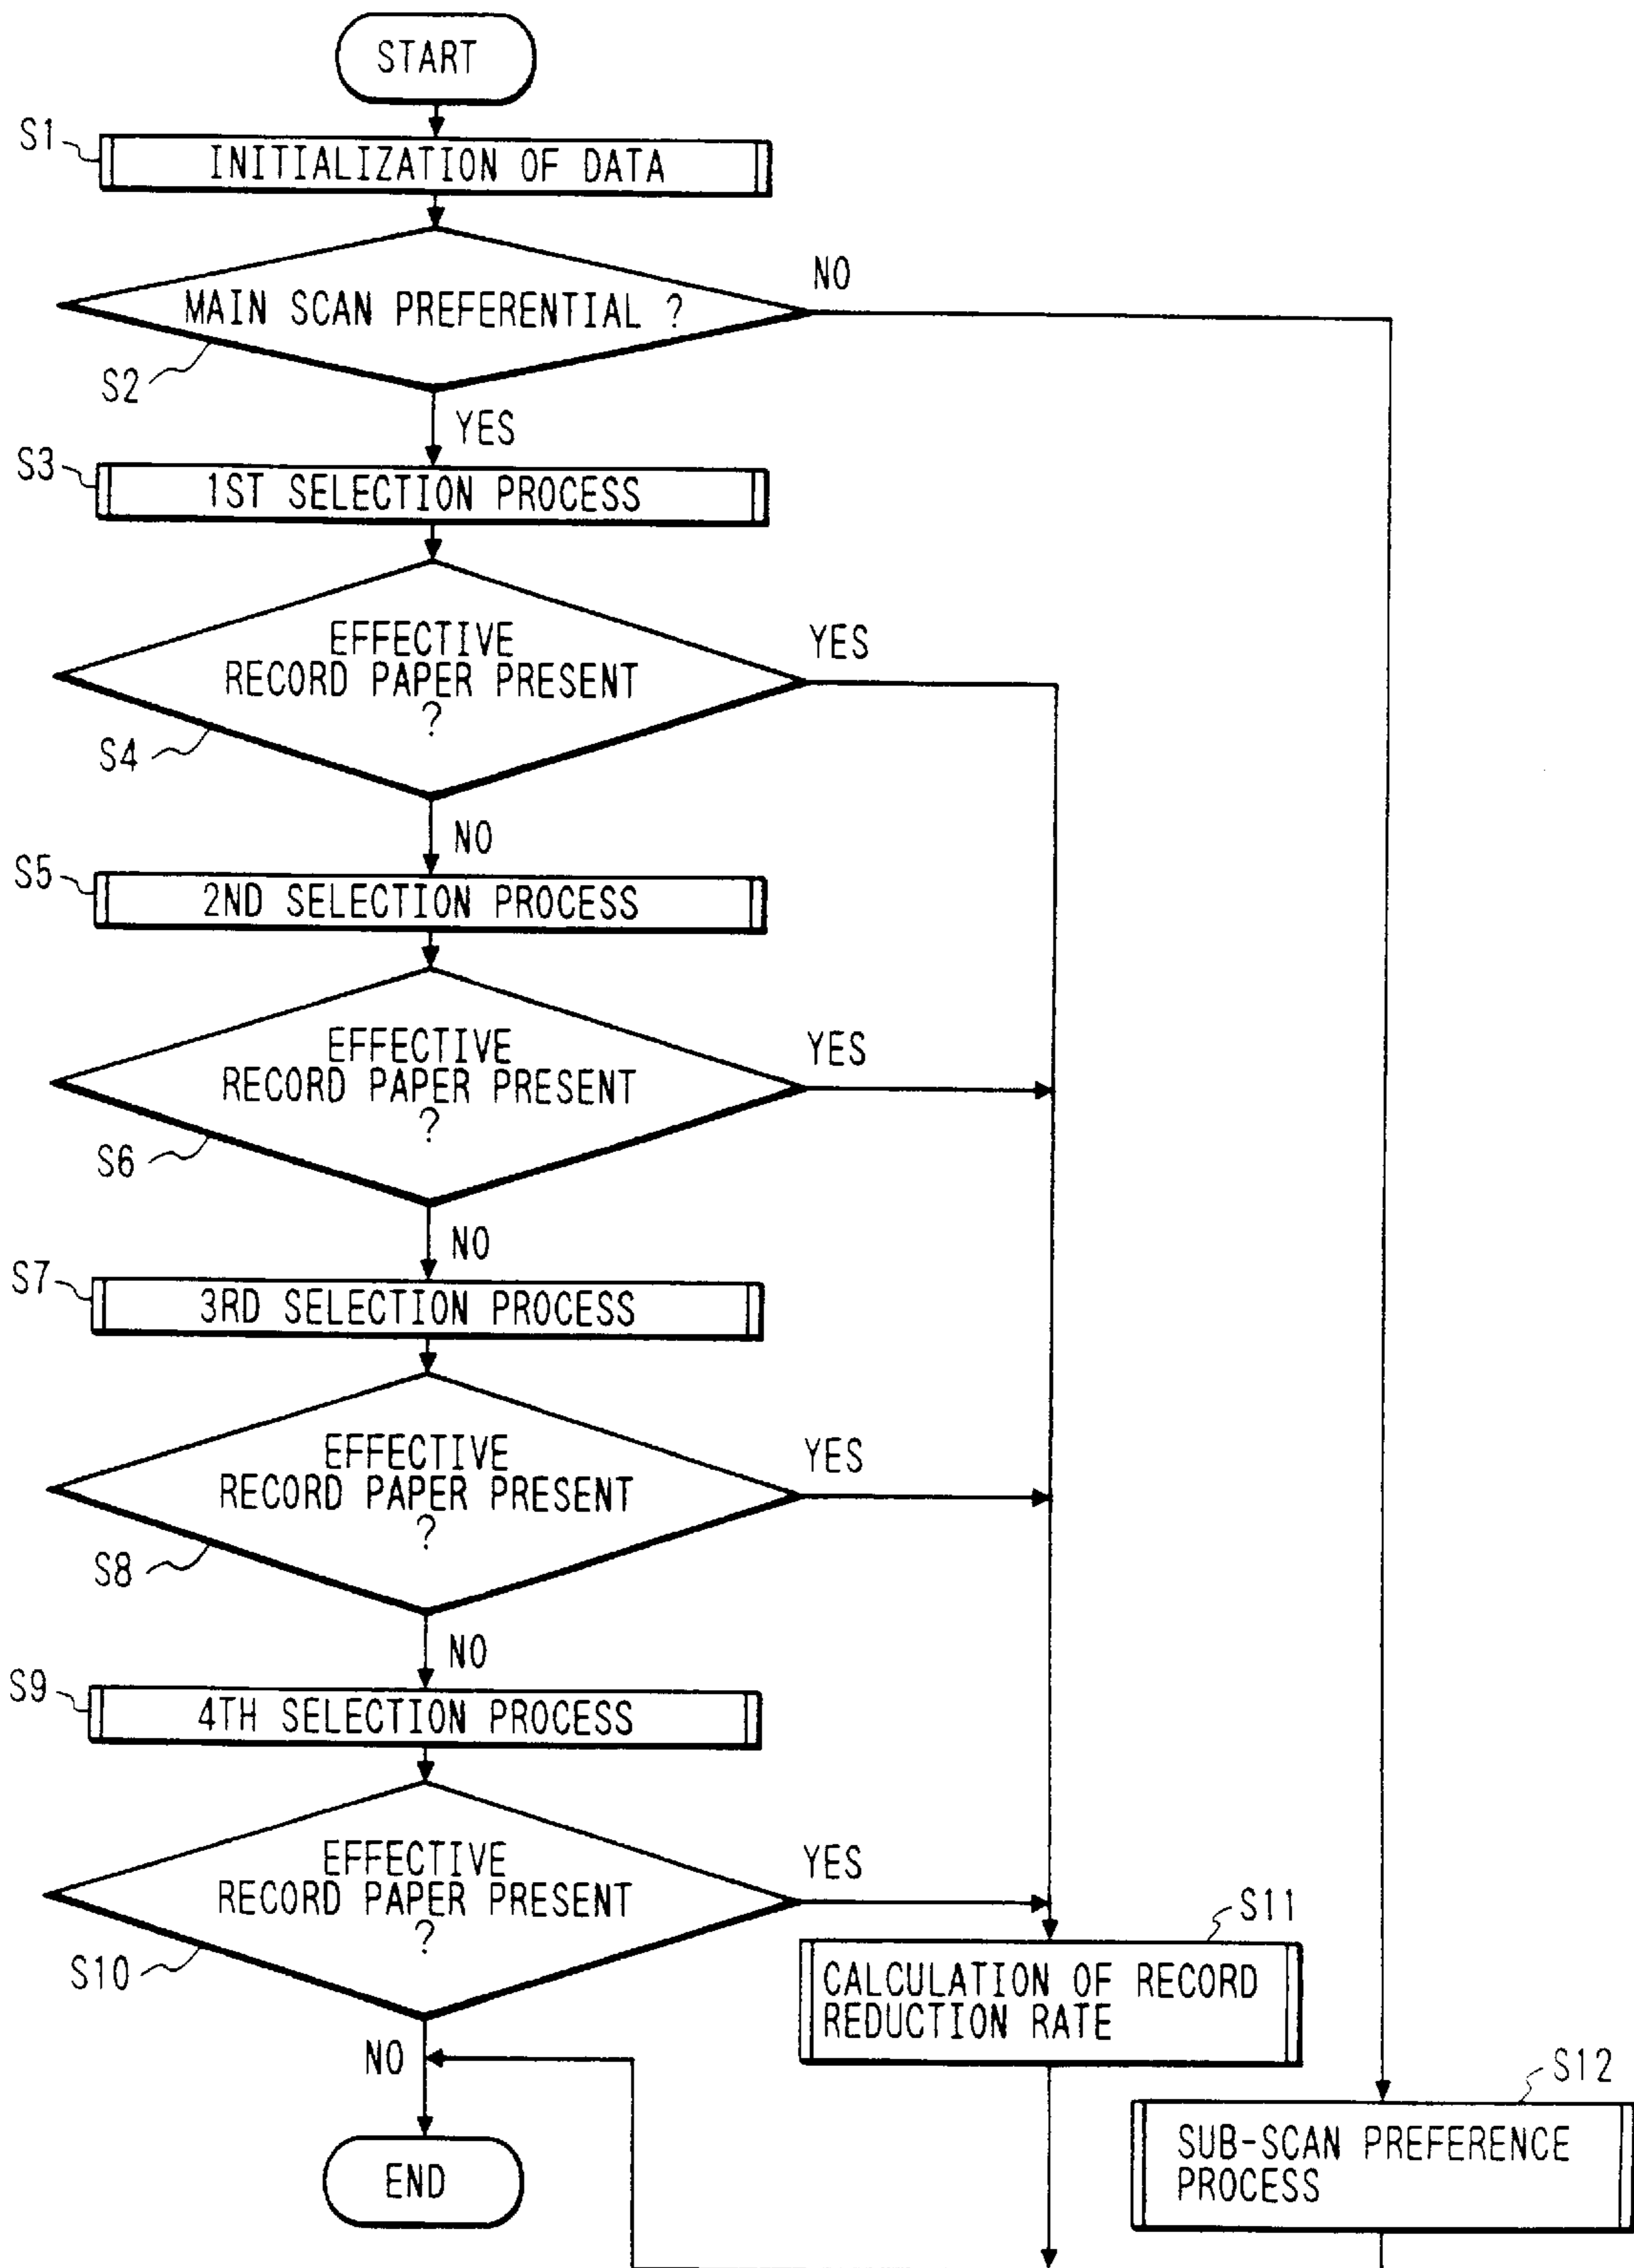 START
S1
INITIALIZATION OF DATA
NO
MAIN SCAN PREFERENTIAL ?
S2
YES
S3
1ST SELECTION PROCESS
EFFECTIVE
RECORD PAPER PRESENT
?
YES
S4
NO
S5
2ND SELECTION PROCESS
EFFECTIVE
RECORD PAPER PRESENT
?
YES
S6
NO
S7
3RD SELECTION PROCESS
EFFECTIVE
RECORD PAPER PRESENT
?
YES
S8
NO
S9
4TH SELECTION PROCESS
EFFECTIVE
RECORD PAPER PRESENT
?
YES
S10
S11
CALCULATION OF RECORD
REDUCTION RATE
NO
S12
SUB-SCAN PREFERENCE
PROCESS
END